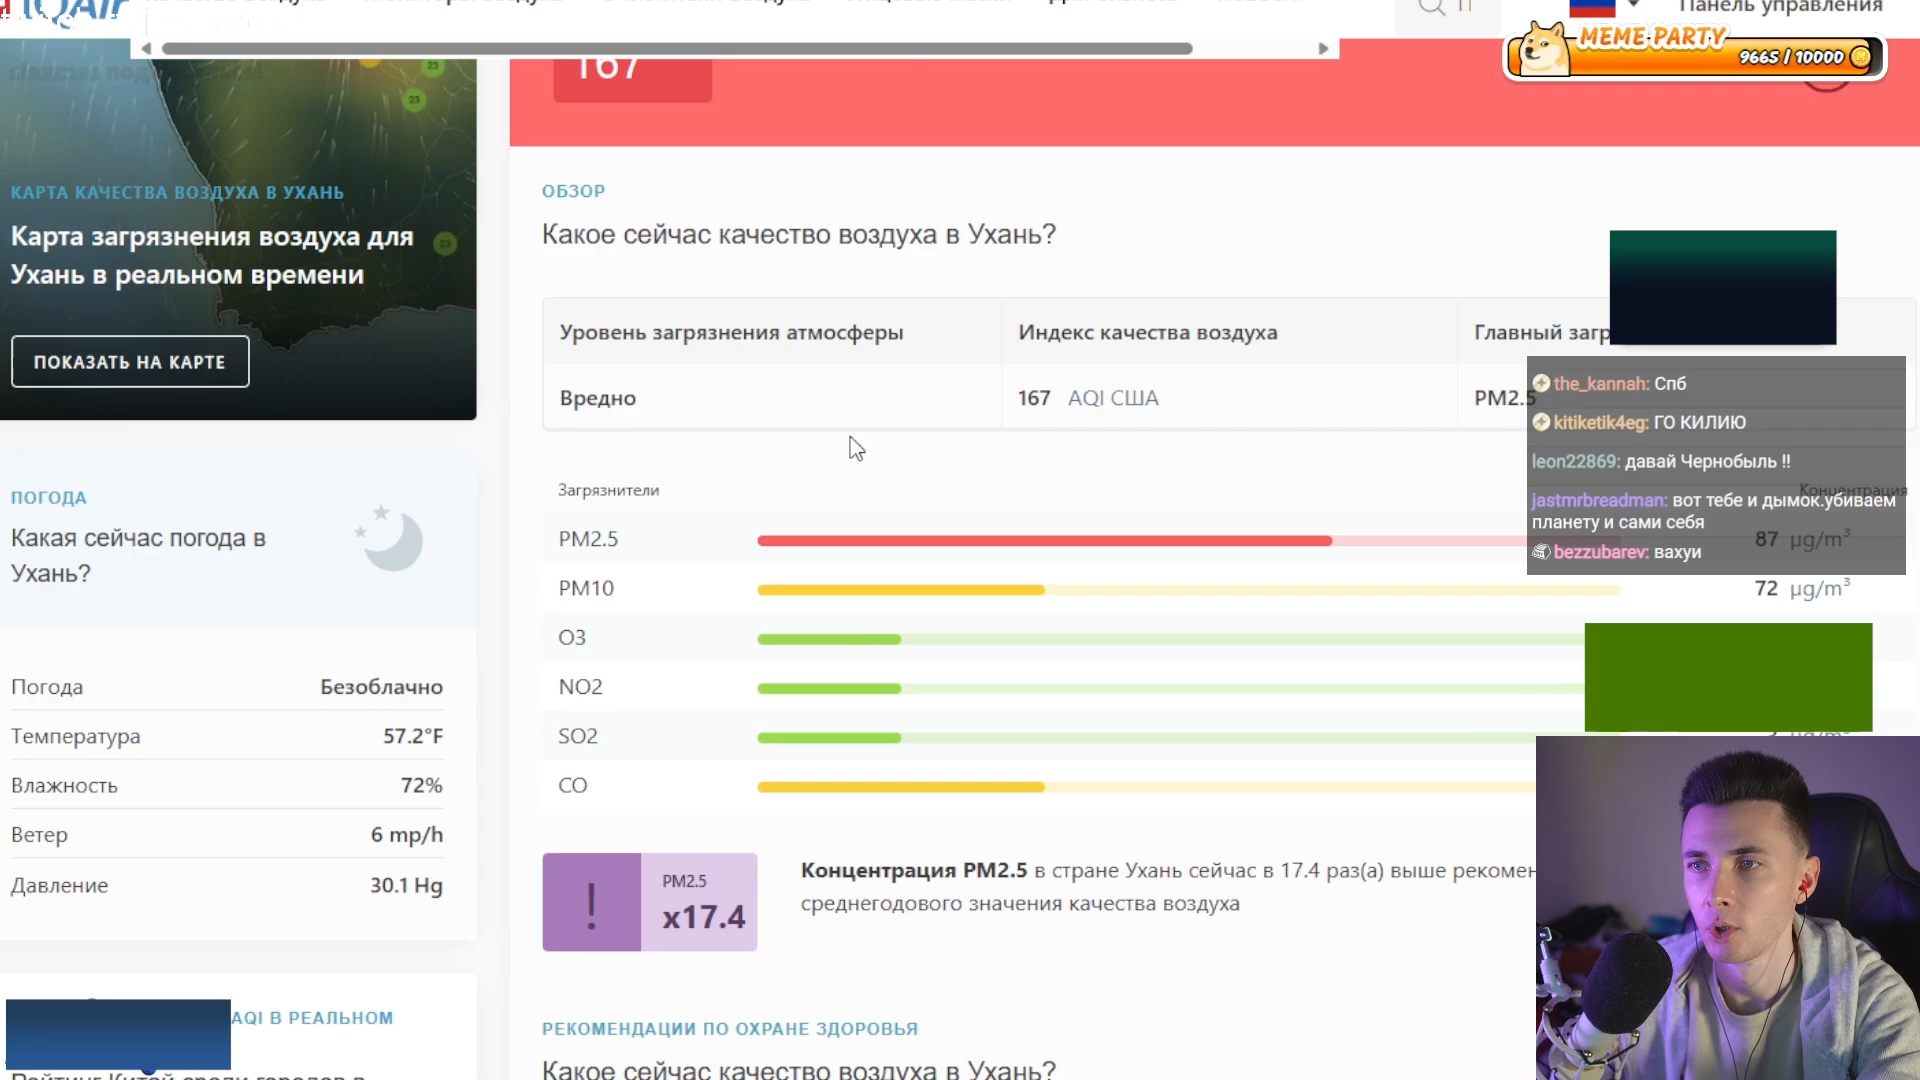 Панель управления
MEME PARTY
9665 / 10000
23
23
167
КАРТА КАЧЕСТВА ВОЗДУХА В УХАНЬ
Карта загрязнения воздуха для
Ухань в реальном времени
23
ПОКАЗАТЬ НА КАРТЕ
ПОГОДА
Какая сейчас погода в
Ухань?
Погода Безоблачно
Температура 57.2°F
Влажность 72%
Ветер 6 mp/h
Давление 30.1 Hg
AQI В РЕАЛЬНОМ
ОБЗОР
Какое сейчас качество воздуха в Ухань?
Уровень загрязнения атмосферы Индекс качества воздуха Главный загр
Вредно 167 AQI США PM2.5
Загрязнители Концентрация
PM2.5 87 µg/m³
PM10 72 µg/m³
O3
NO2
SO2
CO
!
PM2.5
x17.4
Концентрация PM2.5 в стране Ухань сейчас в 17.4 раз(а) выше рекомен
среднегодового значения качества воздуха
РЕКОМЕНДАЦИИ ПО ОХРАНЕ ЗДОРОВЬЯ
Какое сейчас качество воздуха в Ухань?
the_kannah: Спб
kitiketik4eg: ГО КИЛИЮ
leon22869: давай Чернобыль !!
jastmrbreadman: вот тебе и дымок.убиваем
планету и сами себя
bezzubarev: вахуи